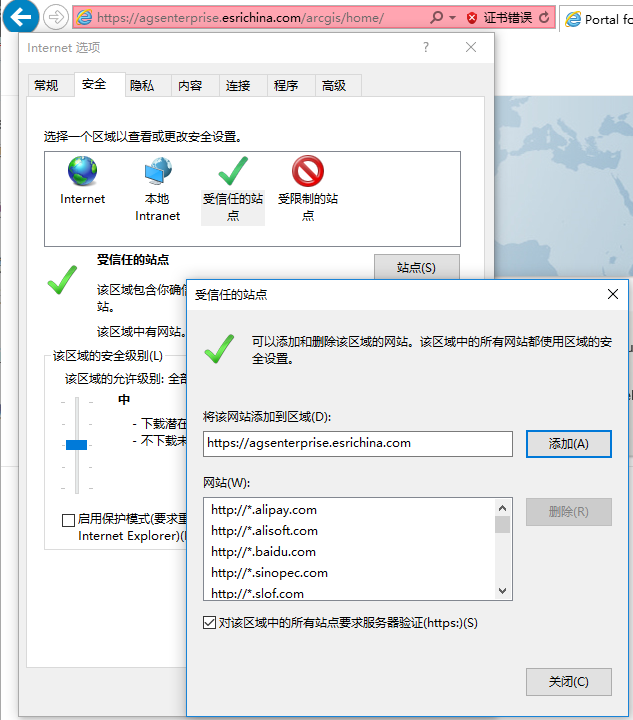 https://agsenterprise.esrichina.com/arcgis/home/
证书错误
Portal fo
Internet 选项
?
常规
安全
隐私
内容
连接
程序
高级
选择一个区域以查看或更改安全设置。
Internet
本地
Intranet
受信任的站
点
受限制的站
点
受信任的站点
站点(S)
该区域包含你确信
站。
该区域中有网站。
该区域的安全级别(L)
该区域的允许级别: 全部
中
- 下载潜在
- 不下载未
启用保护模式(要求重
Internet Explorer)(
受信任的站点
可以添加和删除该区域的网站。该区域中的所有网站都使用区域的安
全设置。
将该网站添加到区域(D):
https://agsenterprise.esrichina.com
添加(A)
网站(W):
http://*.alipay.com
http://*.alisoft.com
http://*.baidu.com
http://*.sinopec.com
http://*.slof.com
删除(R)
对该区域中的所有站点要求服务器验证(https:)(S)
关闭(C)